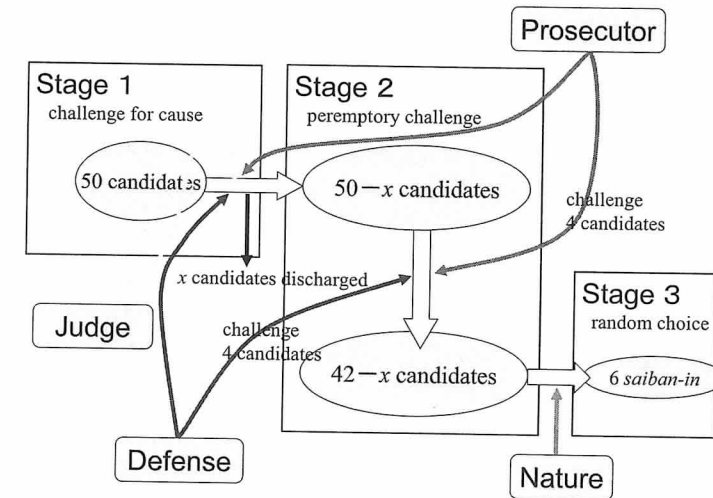 Prosecutor
Stage 1
challenge for cause
50 candidates
Stage 2
peremptory challenge
50−x candidates
challenge
4 candidates
x candidates discharged
Judge
challenge
4 candidates
42−x candidates
Stage 3
random choice
6 saiban-in
Defense
Nature